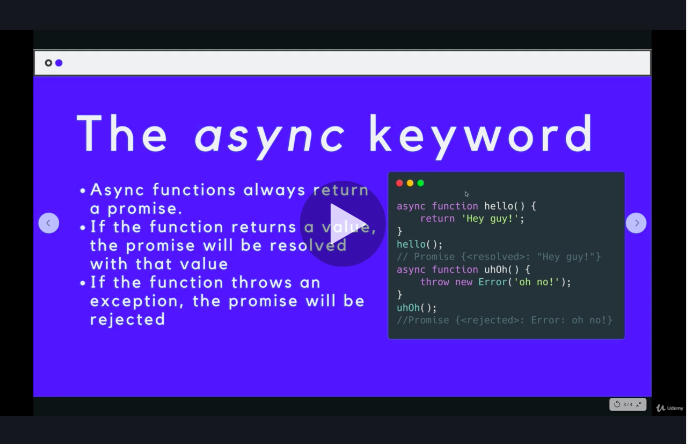 The async keyword
• Async functions always return
a promise.
• If the function returns a value,
the promise will be resolved
with that value
• If the function throws an
exception, the promise will be
rejected
async function hello() {
return 'Hey guy!';
}
hello();
// Promise {<resolved>: "Hey guy!"}
async function uhOh() {
throw new Error('oh no!');
}
uhOh();
//Promise {<rejected>: Error: oh no!}
Udemy